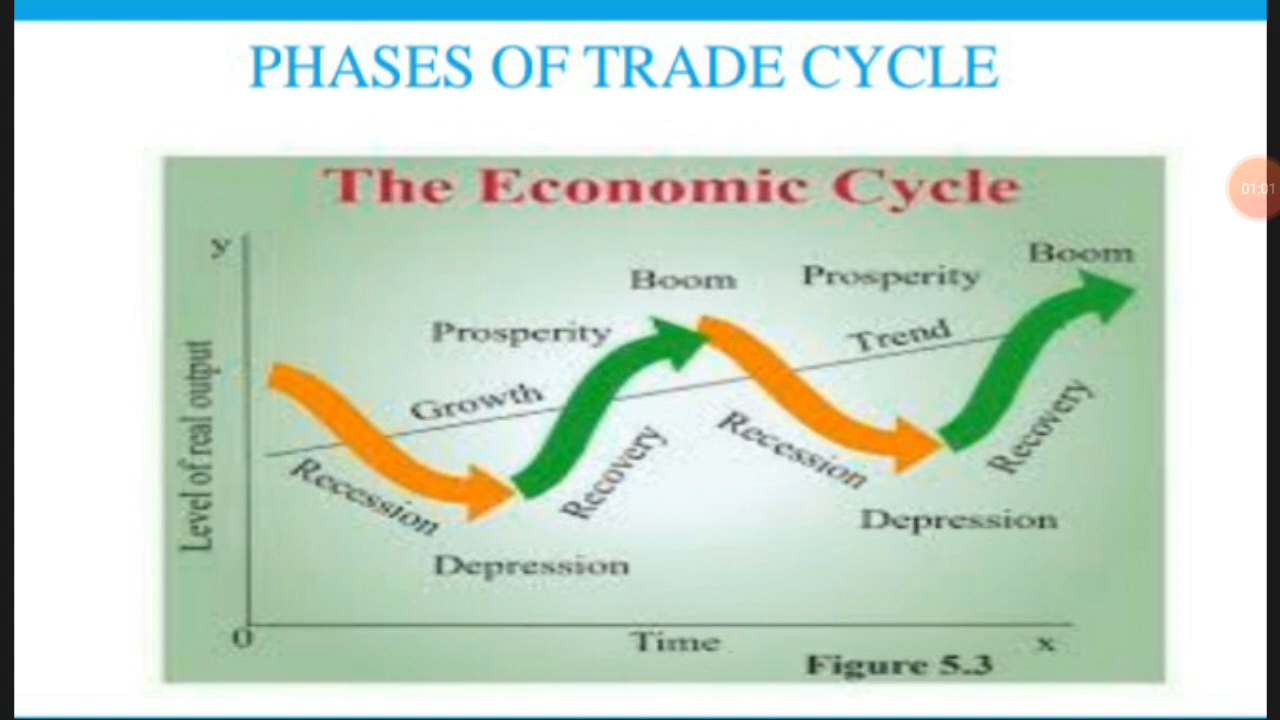 PHASES OF TRADE CYCLE
01:01
The Economic Cycle
y
Boom
Boom
Prosperity
Prosperity
Trend
Growth
Level of real output
Recession
Recovery
Recession
Recovery
Depression
Depression
0
Time
x
Figure 5.3